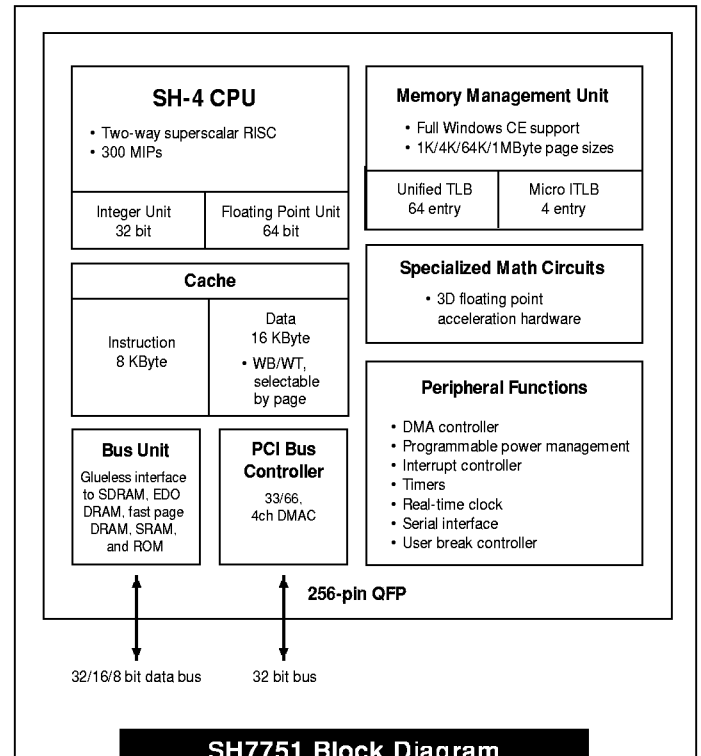 SH-4 CPU
• Two-way superscalar RISC
• 300 MIPs
Integer Unit
32 bit
Floating Point Unit
64 bit
Memory Management Unit
• Full Windows CE support
• 1K/4K/64K/1MByte page sizes
Unified TLB
64 entry
Micro ITLB
4 entry
Cache
Instruction
8 KByte
Data
16 KByte
• WB/WT,
selectable
by page
Specialized Math Circuits
• 3D floating point
acceleration hardware
Bus Unit
Glueless interface
to SDRAM, EDO
DRAM, fast page
DRAM, SRAM,
and ROM
PCI Bus
Controller
33/66,
4ch DMAC
Peripheral Functions
• DMA controller
• Programmable power management
• Interrupt controller
• Timers
• Real-time clock
• Serial interface
• User break controller
256-pin QFP
32/16/8 bit data bus
32 bit bus
SH7751 Block Diagram